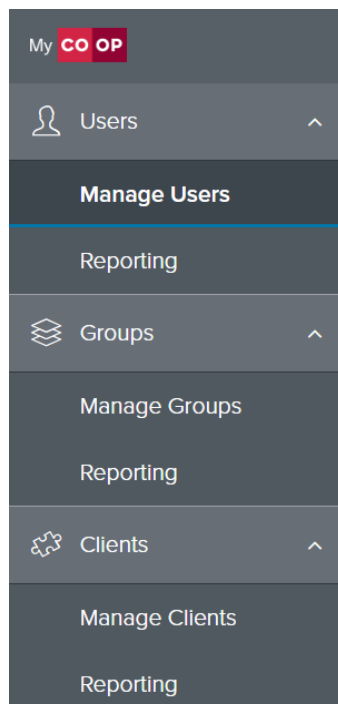 My CO OP
Users
Manage Users
Reporting
Groups
Manage Groups
Reporting
Clients
Manage Clients
Reporting